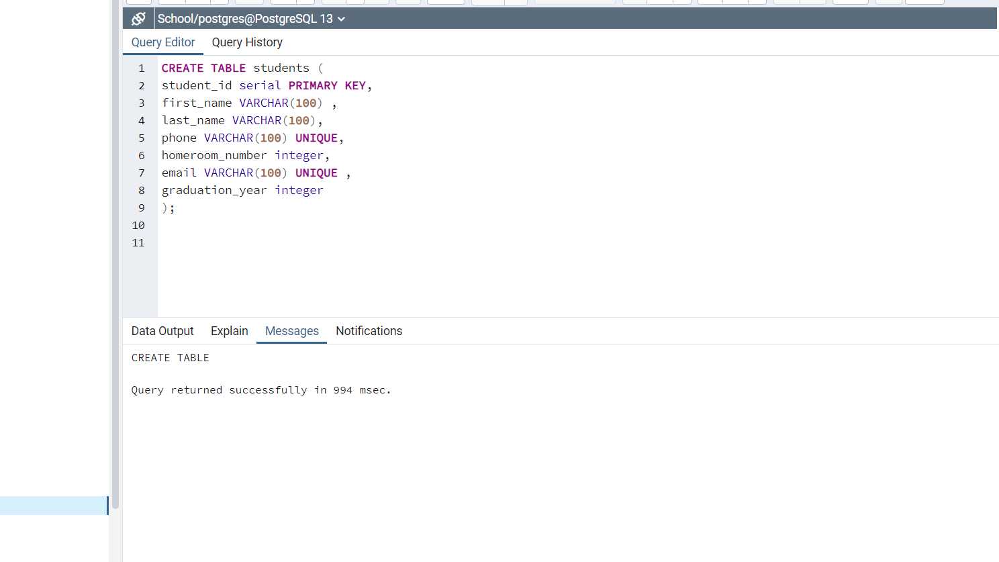 School/postgres@PostgreSQL 13
Query Editor Query History
1 CREATE TABLE students (
2 student_id serial PRIMARY KEY,
3 first_name VARCHAR(100) ,
4 last_name VARCHAR(100),
5 phone VARCHAR(100) UNIQUE,
6 homeroom_number integer,
7 email VARCHAR(100) UNIQUE ,
8 graduation_year integer
9 );
10
11
Data Output Explain Messages Notifications
CREATE TABLE
Query returned successfully in 994 msec.